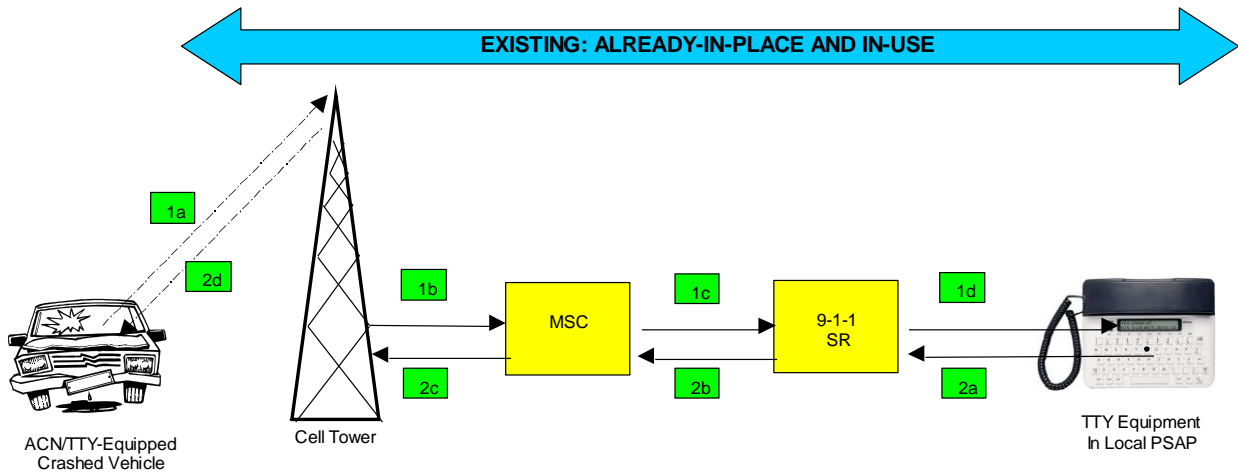 EXISTING: ALREADY-IN-PLACE AND IN-USE
1a
2d
1b
1c
1d
MSC
9-1-1
SR
2c
2b
2a
Cell Tower
ACN/TTY-Equipped
Crashed Vehicle
TTY Equipment
In Local PSAP